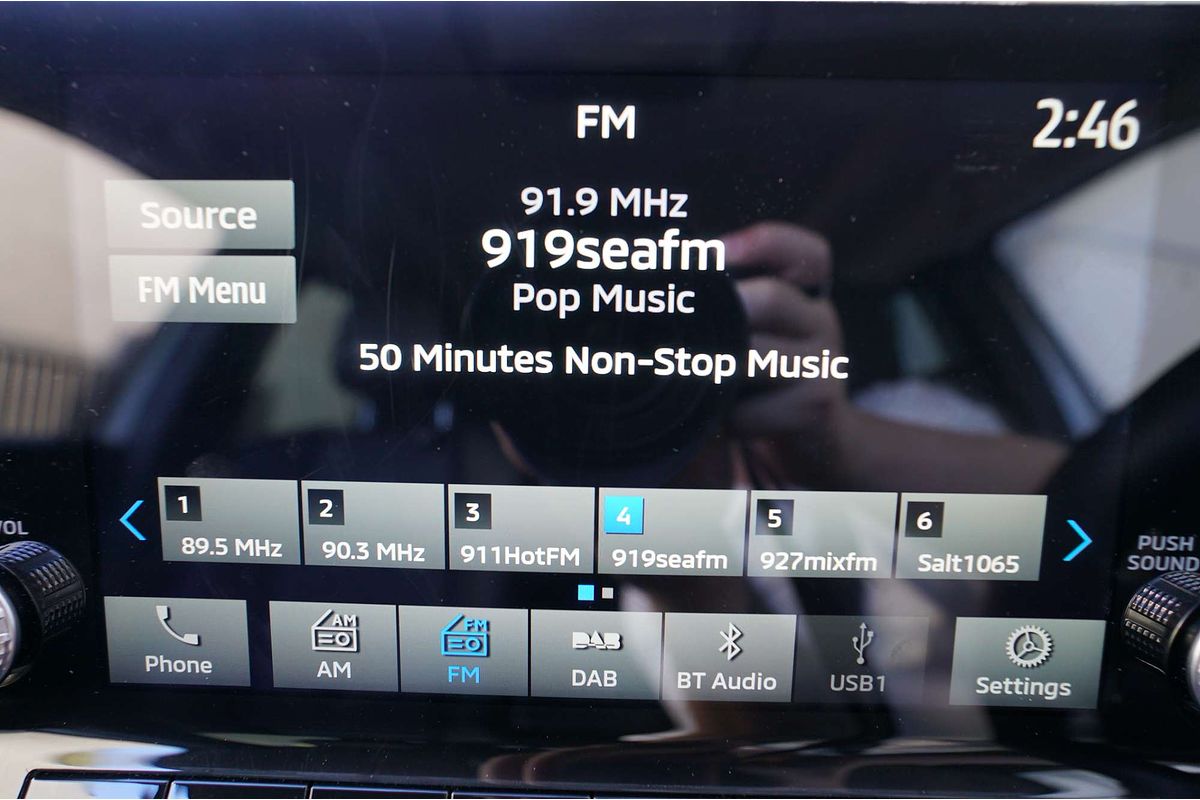 FM
2:46
Source
91.9 MHz
919seafm
FM Menu
Pop Music
50 Minutes Non-Stop Music
1
89.5 MHz
2
90.3 MHz
3
911HotFM
4
919seafm
5
927mixfm
6
Salt1065
VOL
PUSH
SOUND
Phone
AM
AM
FM
FM
DAB
DAB
BT Audio
USB1
Settings